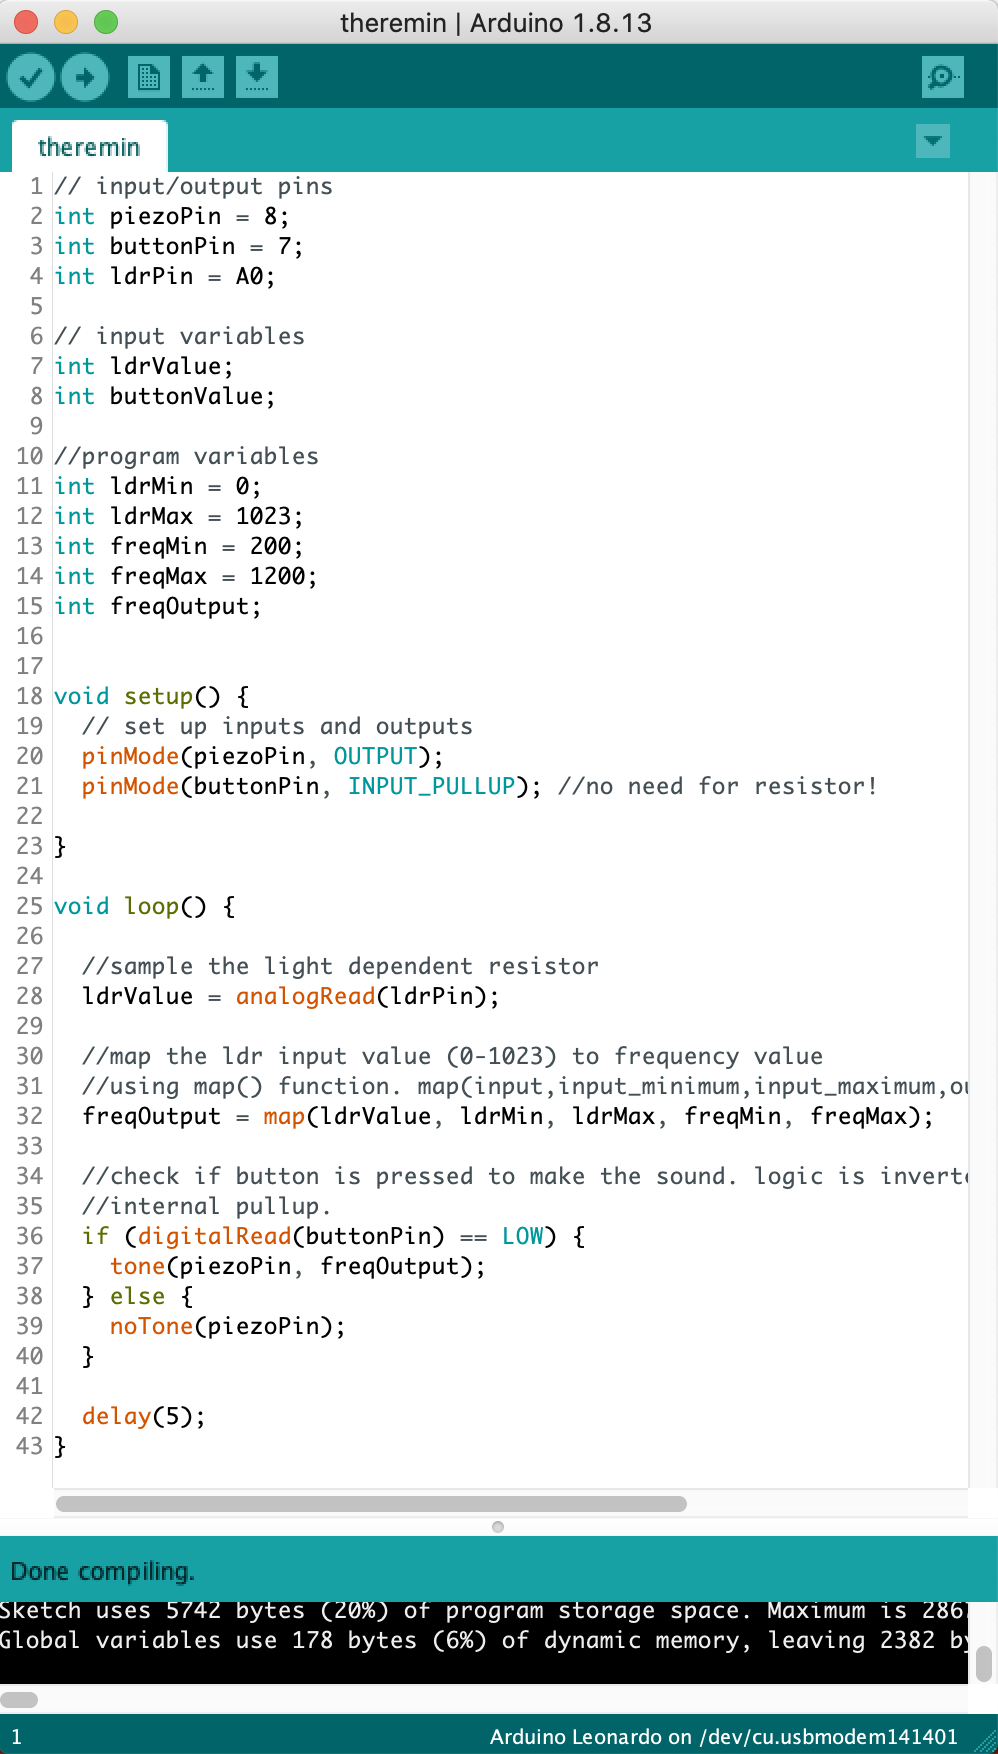 theremin | Arduino 1.8.13
theremin
1 // input/output pins
2 int piezoPin = 8;
3 int buttonPin = 7;
4 int ldrPin = A0;
5
6 // input variables
7 int ldrValue;
8 int buttonValue;
9
10 //program variables
11 int ldrMin = 0;
12 int ldrMax = 1023;
13 int freqMin = 200;
14 int freqMax = 1200;
15 int freqOutput;
16
17
18 void setup() {
19   // set up inputs and outputs
20   pinMode(piezoPin, OUTPUT);
21   pinMode(buttonPin, INPUT_PULLUP); //no need for resistor!
22
23 }
24
25 void loop() {
26
27   //sample the light dependent resistor
28   ldrValue = analogRead(ldrPin);
29
30   //map the ldr input value (0-1023) to frequency value
31   //using map() function. map(input,input_minimum,input_maximum,ou
32   freqOutput = map(ldrValue, ldrMin, ldrMax, freqMin, freqMax);
33
34   //check if button is pressed to make the sound. logic is inverte
35   //internal pullup.
36   if (digitalRead(buttonPin) == LOW) {
37     tone(piezoPin, freqOutput);
38   } else {
39     noTone(piezoPin);
40   }
41
42   delay(5);
43 }
Done compiling.
Sketch uses 5742 bytes (20%) of program storage space. Maximum is 286
Global variables use 178 bytes (6%) of dynamic memory, leaving 2382 by
1 Arduino Leonardo on /dev/cu.usbmodem141401